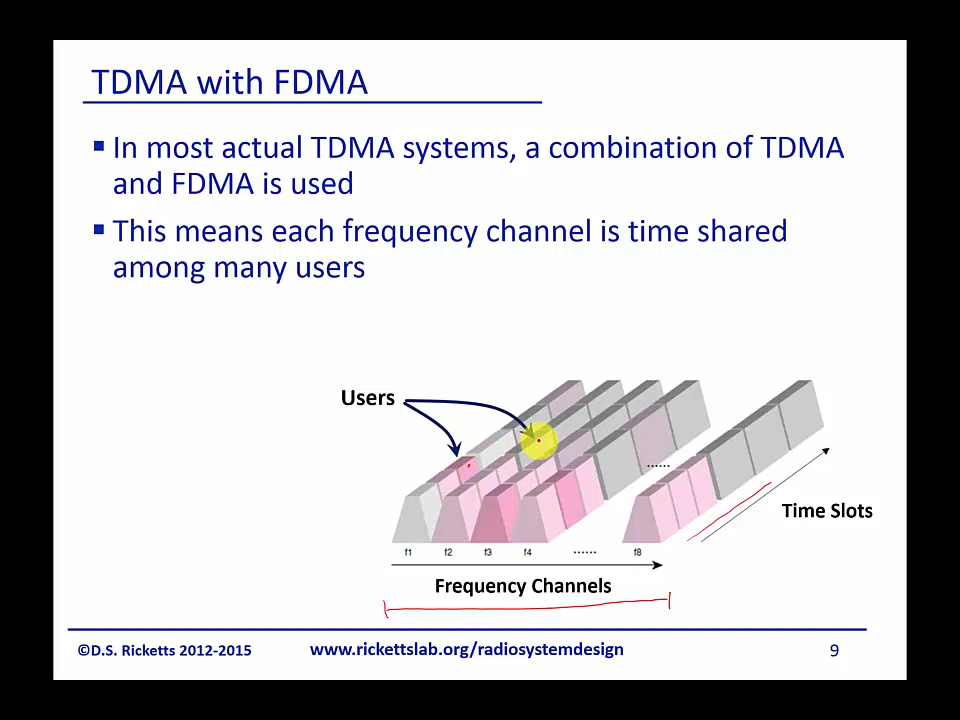 TDMA with FDMA
▪ In most actual TDMA systems, a combination of TDMA
and FDMA is used
▪ This means each frequency channel is time shared
among many users
Users
......
Time Slots
f1 f2 f3 f4 ...... f8
Frequency Channels
©D.S. Ricketts 2012-2015 www.rickettslab.org/radiosystemdesign 9